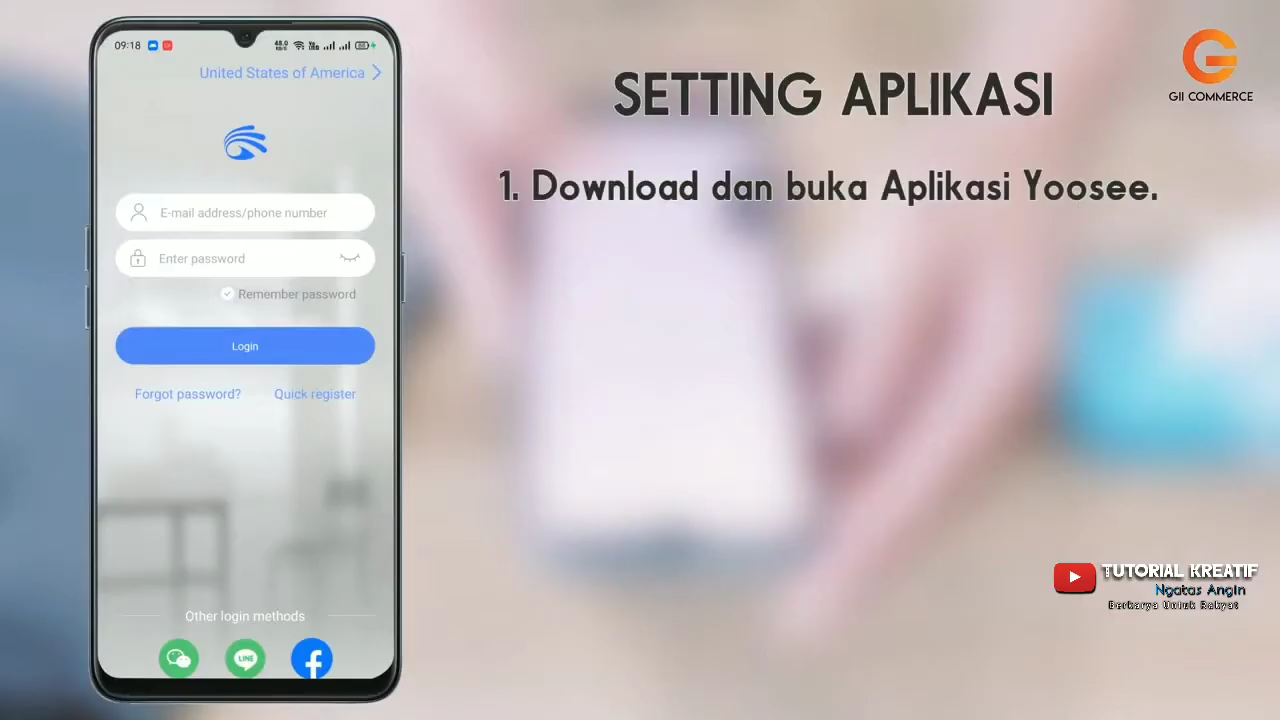 09:18
United States of America
E-mail address/phone number
Enter password
Remember password
Login
Forgot password? Quick register
Other login methods
LINE
SETTING APLIKASI
1. Download dan buka Aplikasi Yoosee.
GII COMMERCE
TUTORIAL KREATIF
Ngatas Angin
Berkarya Untuk Rakyat